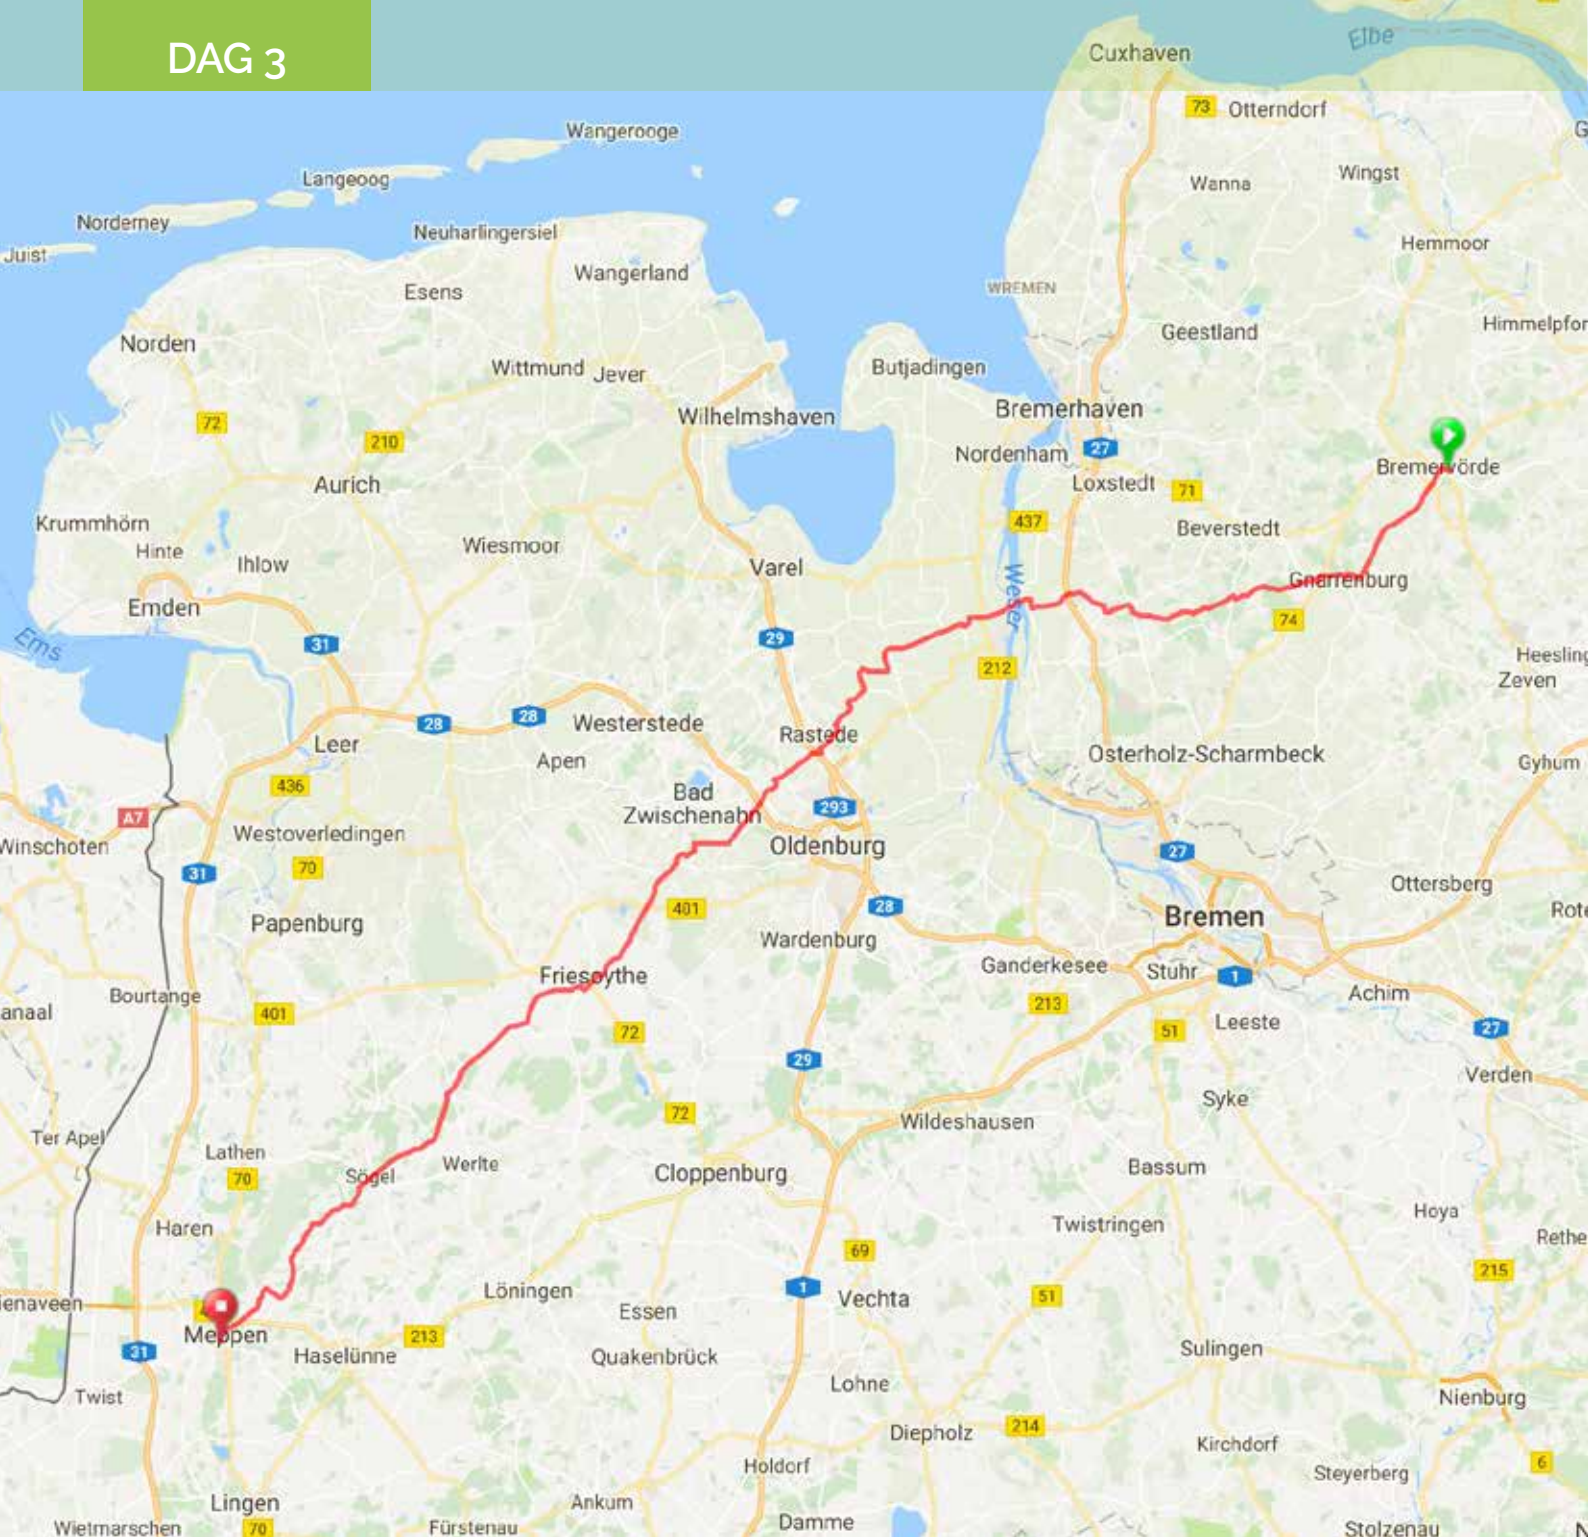 DAG 3
Cuxhaven
Elbe
73
Otterndorf
Wangerooge
Wingst
Langeoog
Wanna
Norderney
Neuharlingersiel
Hemmoor
Juist
Wangerland
Esens
WREMEN
Himmelpfor
Norden
Geestland
Wittmund
Jever
Butjadingen
Wilhelmshaven
Bremerhaven
72
210
27
Nordenham
Bremervörde
Aurich
Loxstedt
71
Krummhörn
437
Beverstedt
Hinte
Wiesmoor
Ihlow
Varel
Weser
Gnarrenburg
Emden
74
Ems
31
29
Heesling
212
Zeven
28
28
Westerstede
Rastede
Leer
Apen
Osterholz-Scharmbeck
Gyhum
436
Bad
Zwischenahn
293
A7
Westoverledingen
Winschoten
Oldenburg
27
70
31
Ottersberg
401
28
Bremen
Rote
Papenburg
Wardenburg
Ganderkesee
Stuhr
1
Friesoythe
Bourtange
Achim
213
anaal
401
Leeste
72
51
27
29
Verden
Syke
72
Wildeshausen
Ter Apel
Lathen
Werlte
Bassum
70
Sögel
Cloppenburg
Hoya
Haren
Twistringen
Rethe
69
215
1
Löningen
51
Vechta
ienaveen
Essen
Meppen
213
31
Haselünne
Quakenbrück
Sulingen
Lohne
Twist
Nienburg
214
Diepholz
Kirchdorf
6
Holdorf
Steyerberg
Lingen
Ankum
Damme
Wietmarschen
70
Fürstenau
Stolzenau